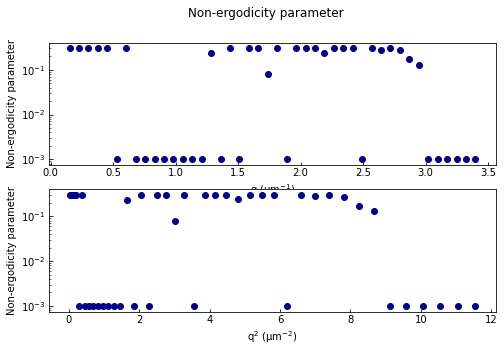 Non-ergodicity parameter
Non-ergodicity parameter
10⁻¹
10⁻²
10⁻³
0.0 0.5 1.0 1.5 2.0 2.5 3.0 3.5
q (μm⁻¹)
Non-ergodicity parameter
10⁻¹
10⁻²
10⁻³
0 2 4 6 8 10 12
q² (μm⁻²)